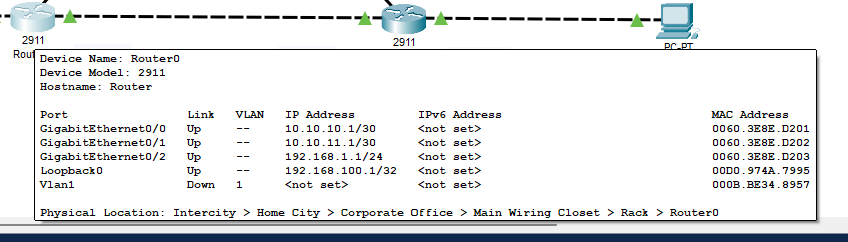 2911
2911
Rout
PC-PT
Device Name: Router0
Device Model: 2911
Hostname: Router
Port Link VLAN IP Address IPv6 Address MAC Address
GigabitEthernet0/0 Up -- 10.10.10.1/30 <not set> 0060.3E8E.D201
GigabitEthernet0/1 Up -- 10.10.11.1/30 <not set> 0060.3E8E.D202
GigabitEthernet0/2 Up -- 192.168.1.1/24 <not set> 0060.3E8E.D203
Loopback0 Up -- 192.168.100.1/32 <not set> 00D0.974A.7995
Vlan1 Down 1 <not set> <not set> 000B.BE34.8957
Physical Location: Intercity > Home City > Corporate Office > Main Wiring Closet > Rack > Router0